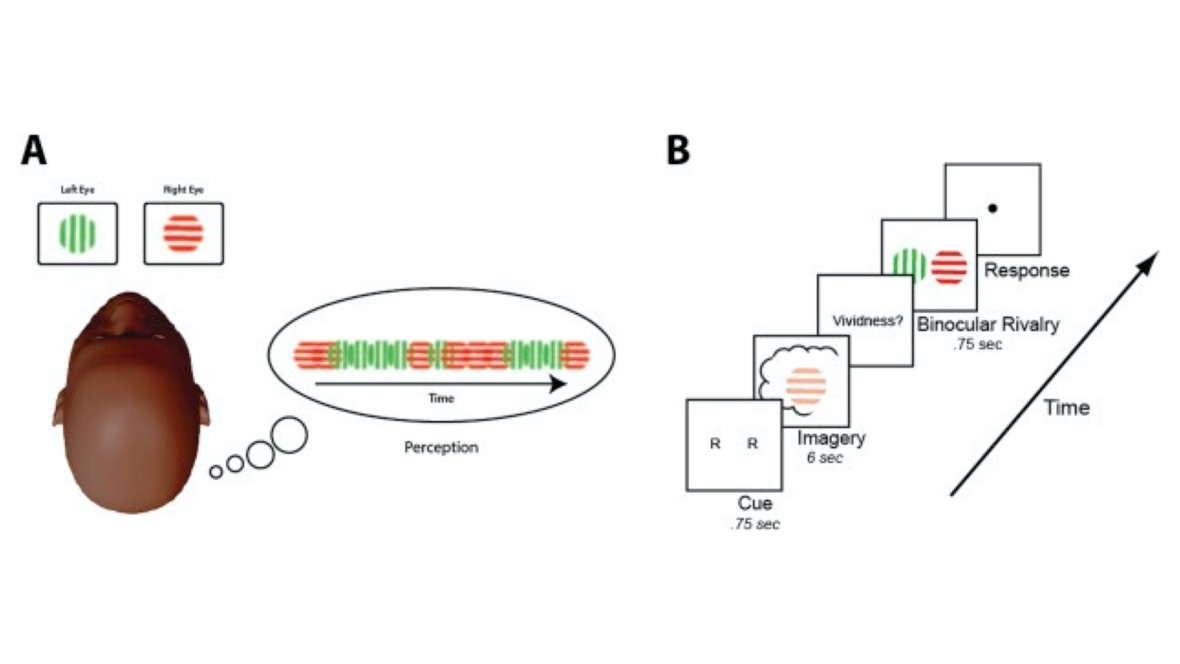 A
Left Eye
Right Eye
Time
Perception
B
Response
Vividness?
Binocular Rivalry
.75 sec
Time
Imagery
6 sec
R R
Cue
.75 sec